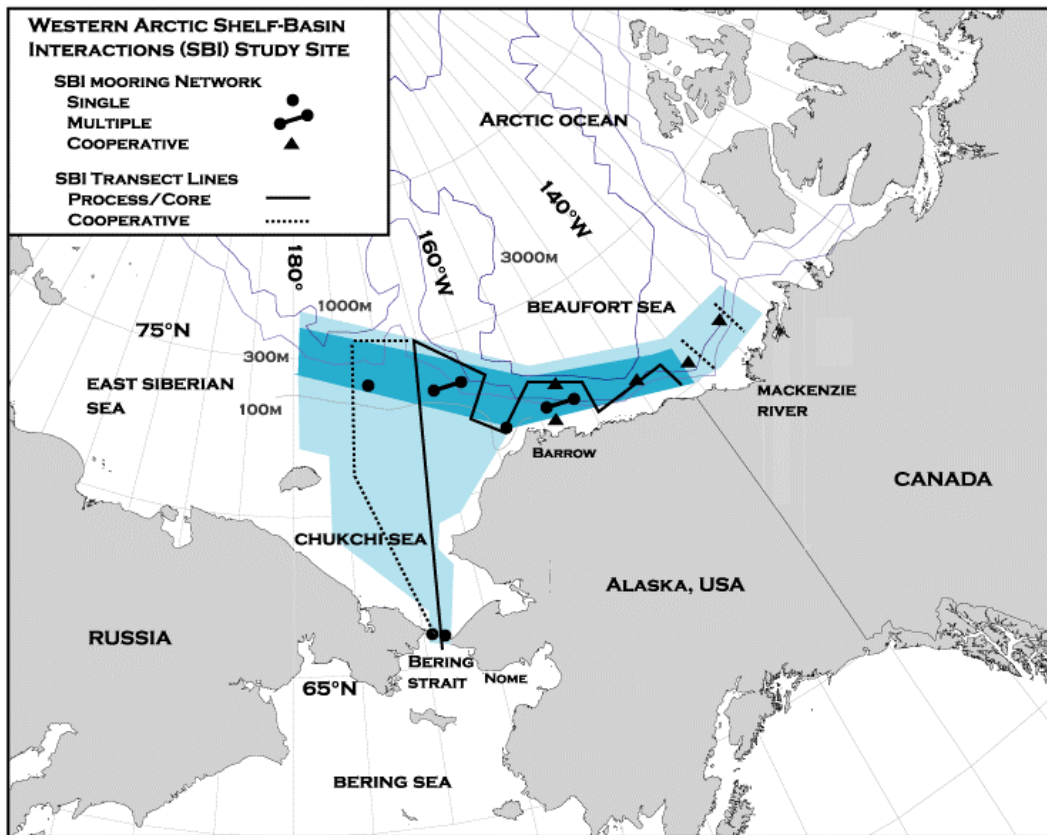 WESTERN ARCTIC SHELF-BASIN
INTERACTIONS (SBI) STUDY SITE
SBI MOORING NETWORK
SINGLE
MULTIPLE
COOPERATIVE
SBI TRANSECT LINES
PROCESS/CORE
COOPERATIVE
ARCTIC OCEAN
140°W
160°W
180°
3000M
1000M
BEAUFORT SEA
75°N
300M
EAST SIBERIAN
SEA
100M
MACKENZIE
RIVER
BARROW
CANADA
CHUKCHI SEA
ALASKA, USA
RUSSIA
BERING
STRAIT
NOME
65°N
BERING SEA